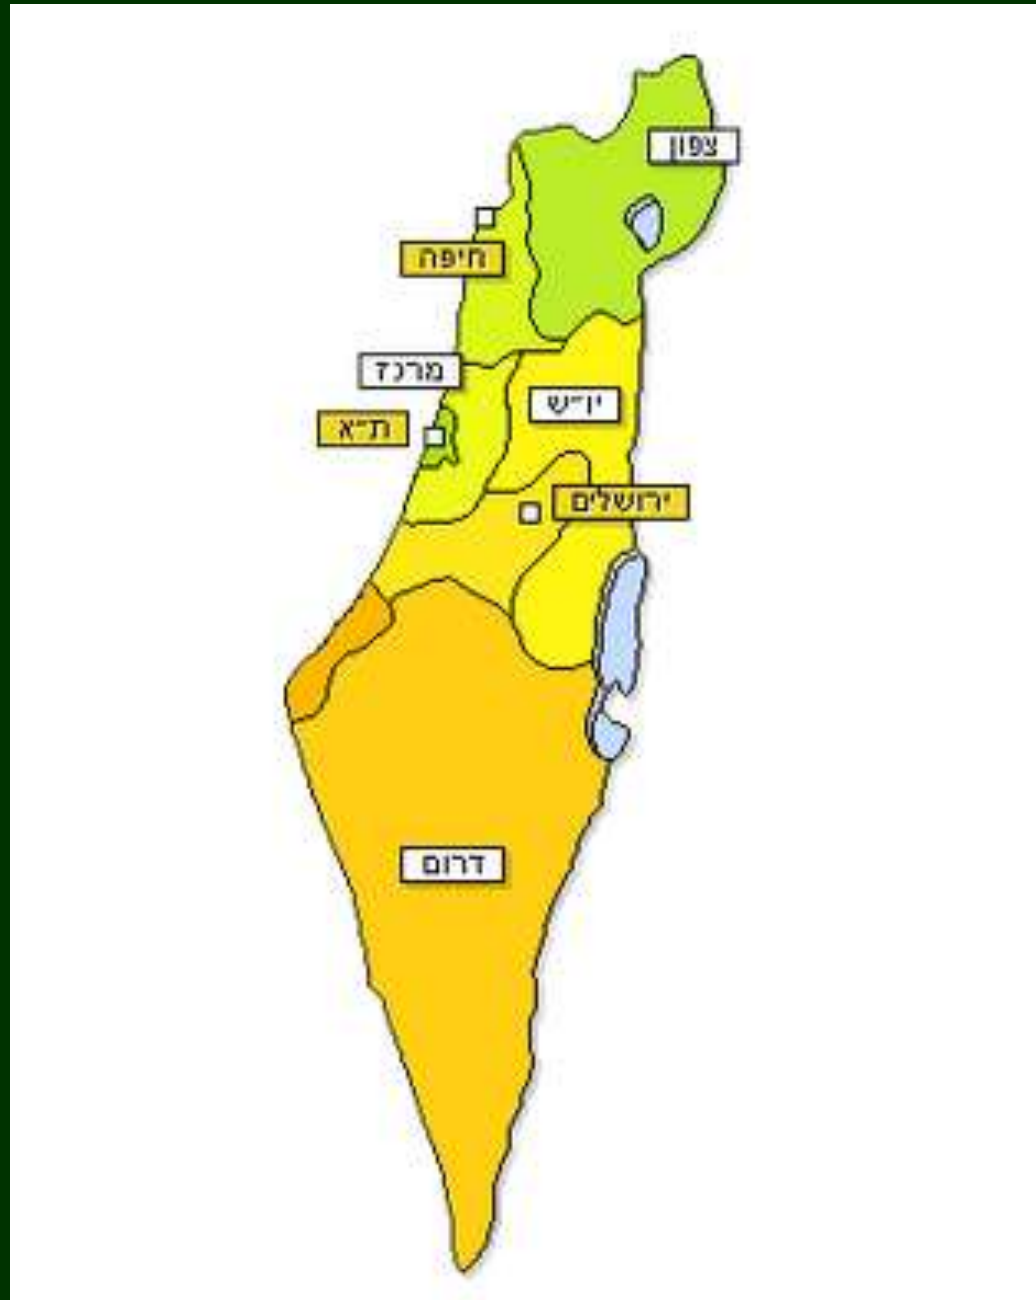 צפון
חיפה
מרכז
יו״ש
ת״א
ירושלים
דרום